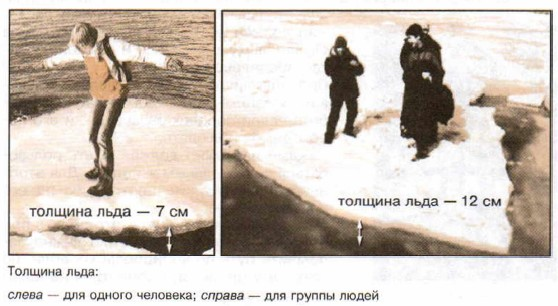 толщина льда — 7 см
толщина льда — 12 см
Толщина льда:
слева — для одного человека; справа — для группы людей